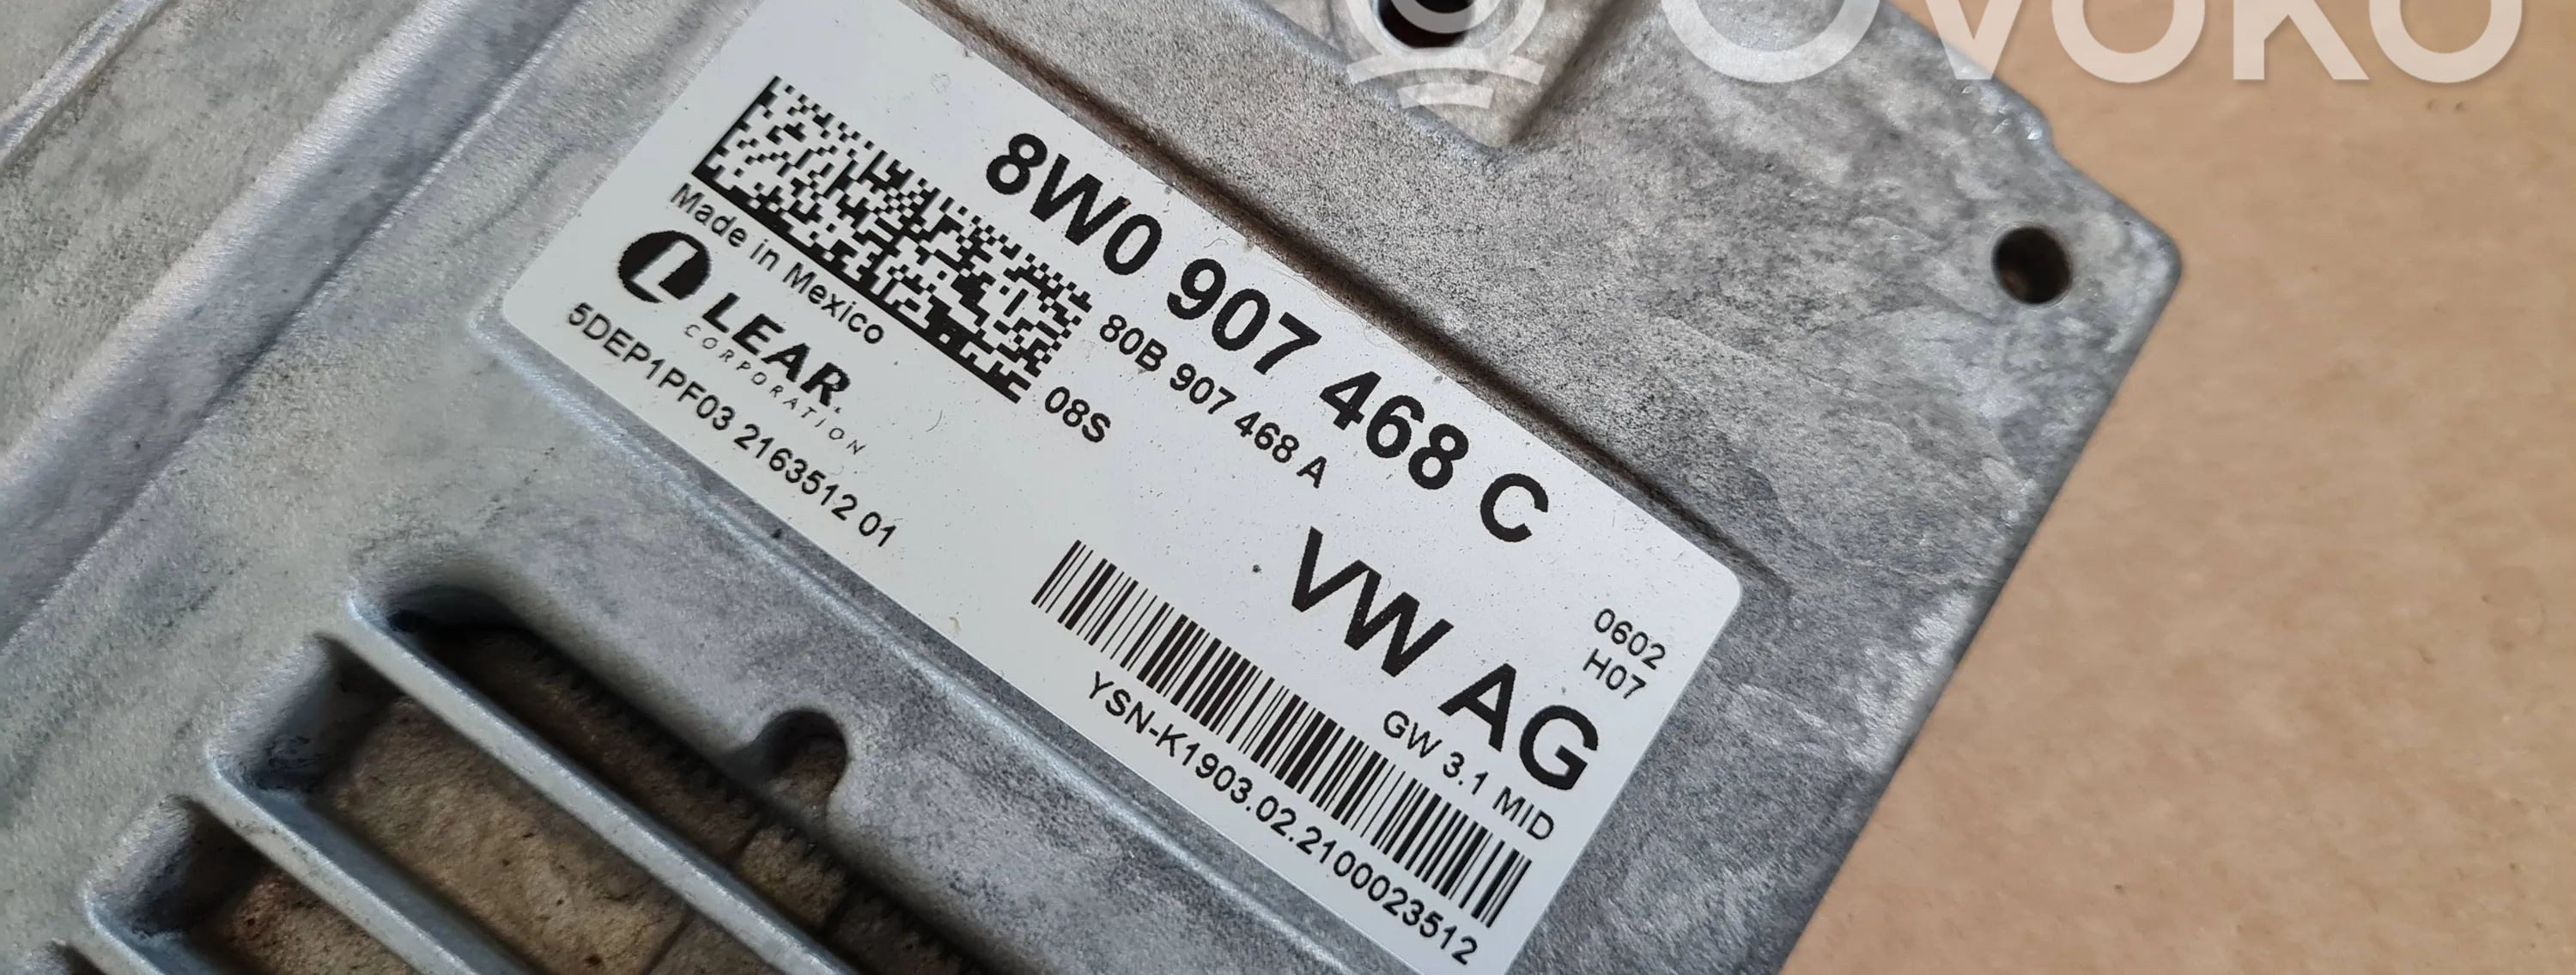 OVOKO
8W0 907 468 C
80B 907 468 A
08S
Made in Mexico
LEAR
CORPORATION
5DEP1PF03 2163512 01
VW AG
0602
H07
GW 3.1 MID
YSN-K1903.02.2100023512